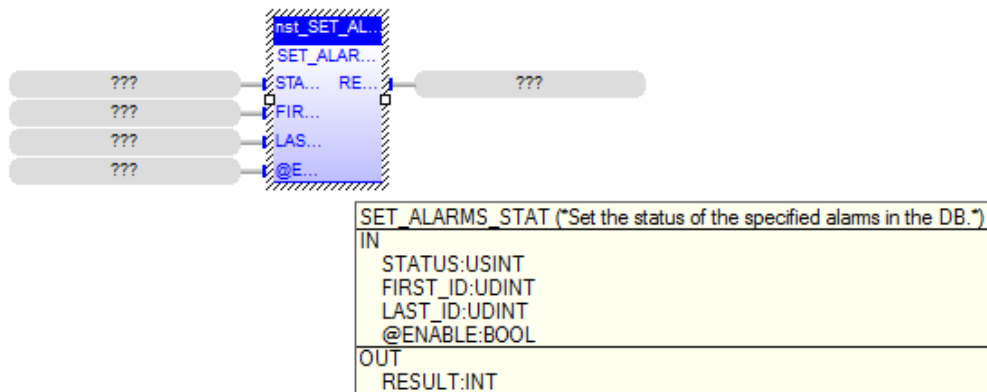 nst_SET_AL...
SET_ALAR...
??? STA... RE... ???
??? FIR...
??? LAS...
??? @E...
SET_ALARMS_STAT (*Set the status of the specified alarms in the DB.*)
IN
STATUS:USINT
FIRST_ID:UDINT
LAST_ID:UDINT
@ENABLE:BOOL
OUT
RESULT:INT